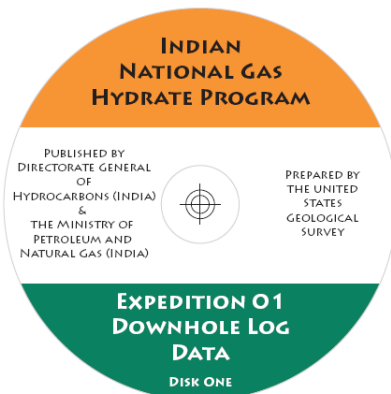 Indian
National Gas
Hydrate Program
Published by
Directorate General
of
Hydrocarbons (India)
&
the Ministry of
Petroleum and
Natural Gas (India)
Prepared by
the united
States
Geological
Survey
Expedition 01
Downhole Log
Data
Disk One